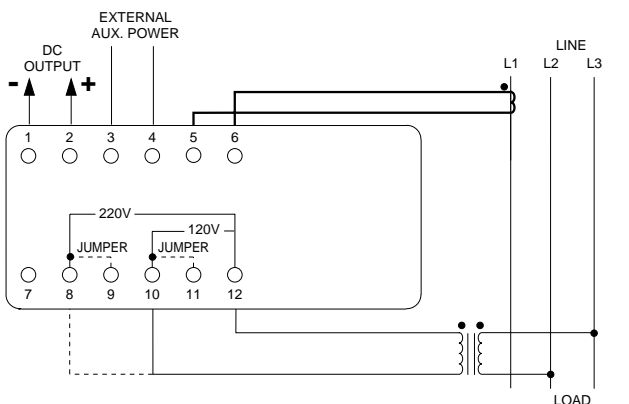 EXTERNAL
AUX. POWER
DC
OUTPUT
- +
LINE
L1 L2 L3
1 2 3 4 5 6
220V
120V
JUMPER JUMPER
7 8 9 10 11 12
LOAD